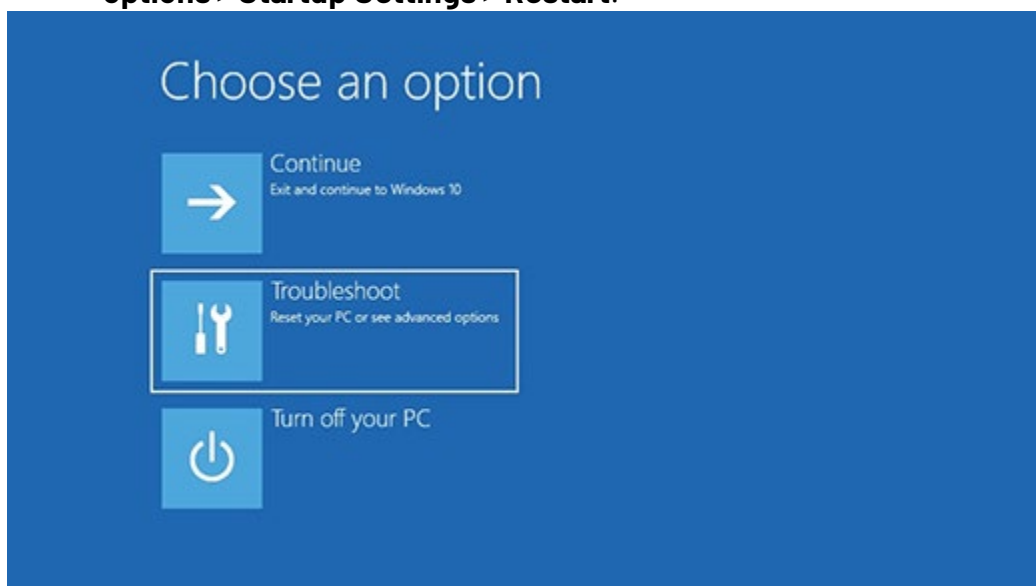 options > Startup Settings > Restart.
Choose an option
Continue
Exit and continue to Windows 10
Troubleshoot
Reset your PC or see advanced options
Turn off your PC